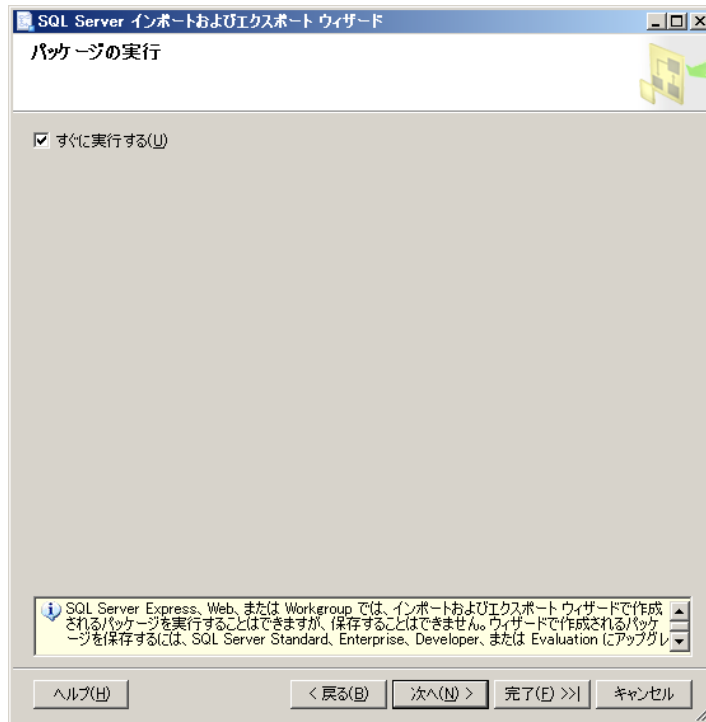 SQL Server インポートおよびエクスポート ウィザード
パッケージの実行
すぐに実行する(U)
SQL Server Express、Web、または Workgroup では、インポートおよびエクスポート ウィザードで作成
されるパッケージを実行することはできますが、保存することはできません。ウィザードで作成されるパッケ
ージを保存するには、SQL Server Standard、Enterprise、Developer、または Evaluation にアップグレ
ヘルプ(H)
< 戻る(B)
次へ(N) >
完了(F) >>|
キャンセル